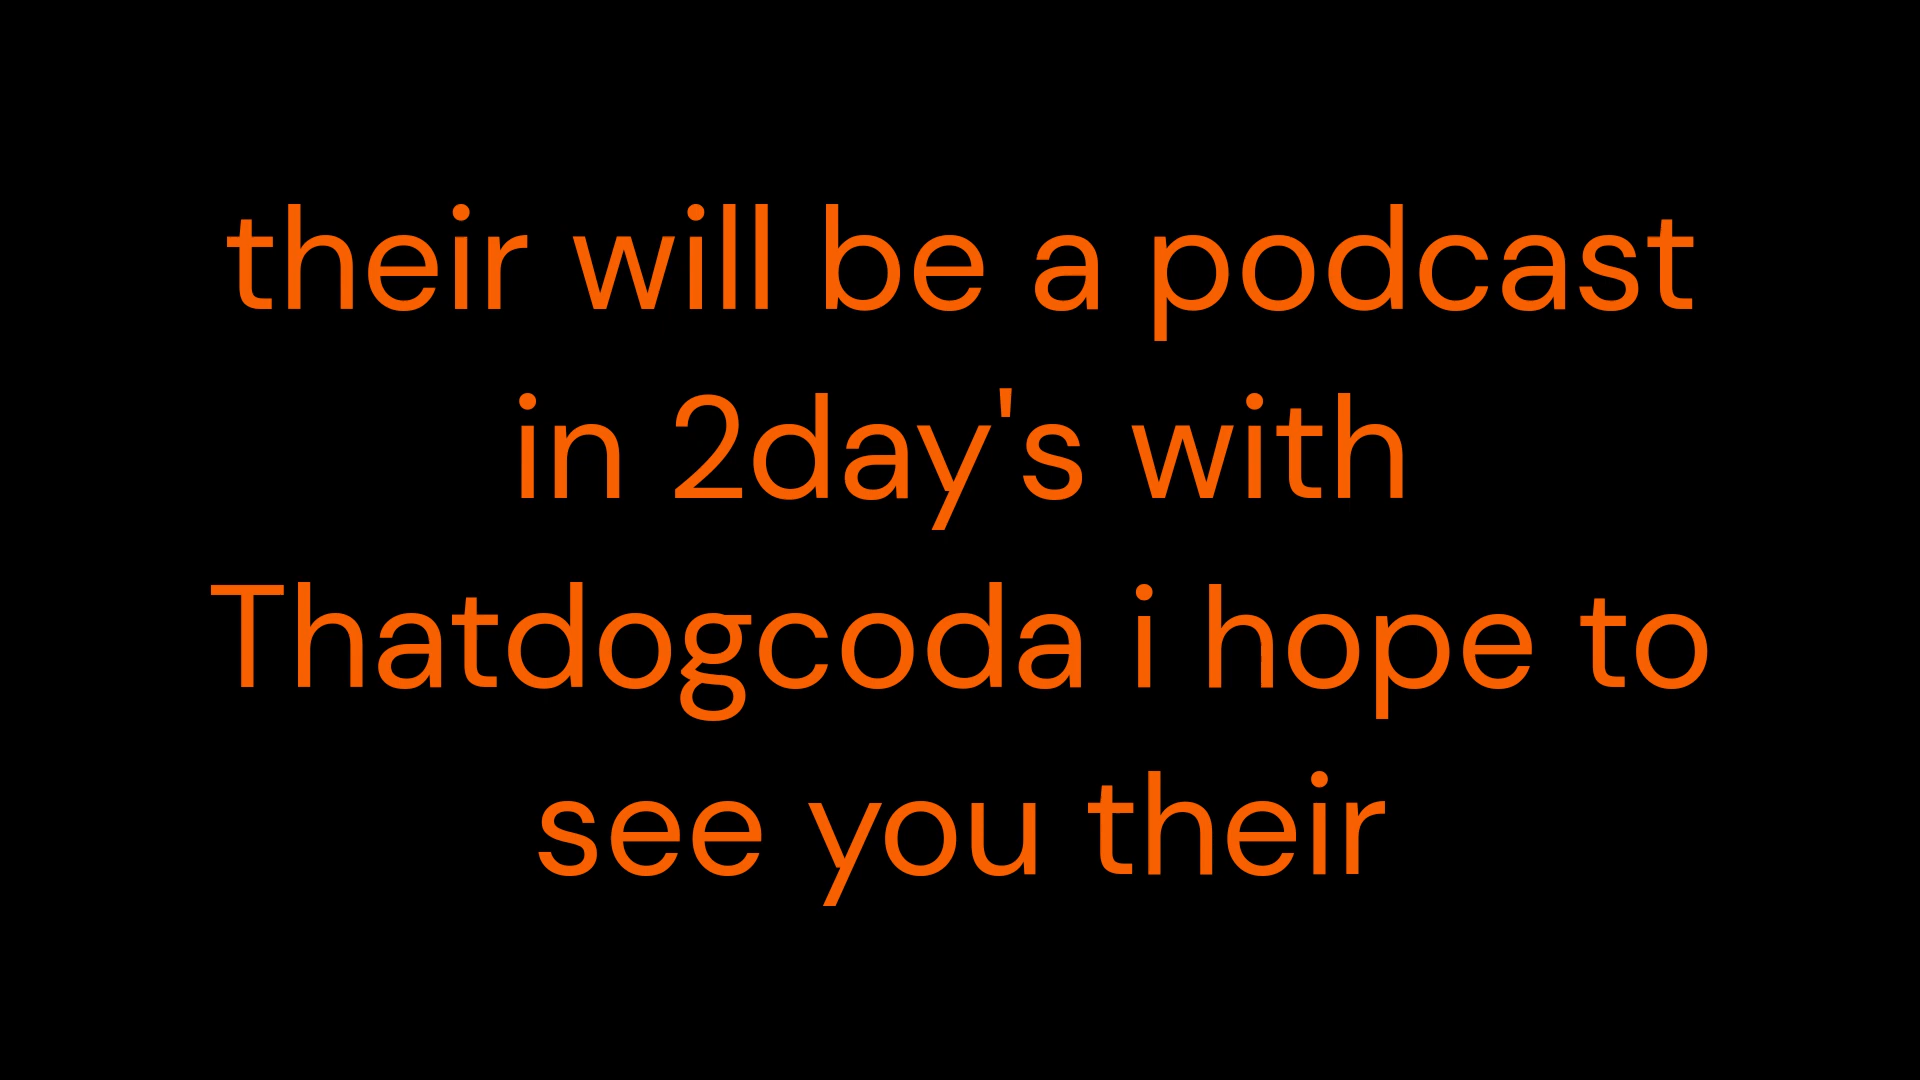 their will be a podcast
in 2day's with
Thatdogcoda i hope to
see you their